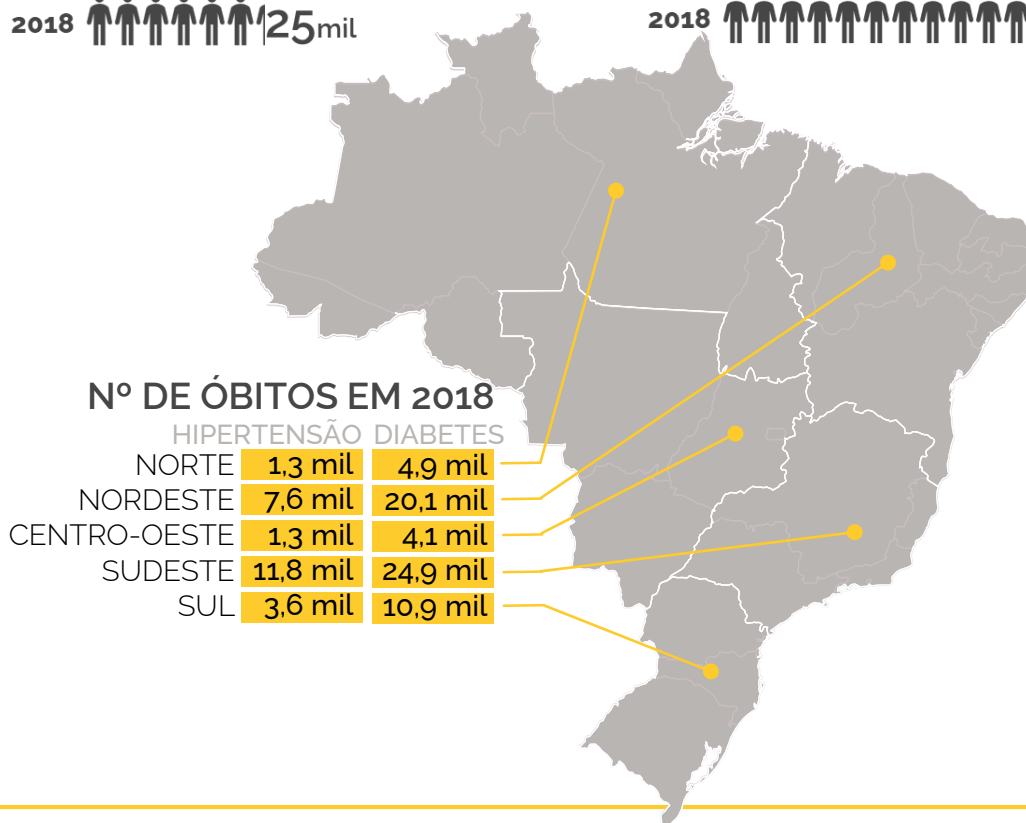 2018 25mil
2018
Nº DE ÓBITOS EM 2018
HIPERTENSÃO DIABETES
NORTE 1,3 mil 4,9 mil
NORDESTE 7,6 mil 20,1 mil
CENTRO-OESTE 1,3 mil 4,1 mil
SUDESTE 11,8 mil 24,9 mil
SUL 3,6 mil 10,9 mil